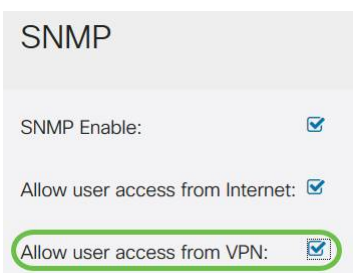 SNMP
SNMP Enable:
Allow user access from Internet:
Allow user access from VPN: